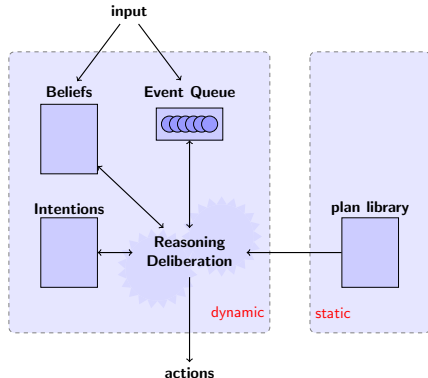 input
Beliefs
Event Queue
Intentions
plan library
Reasoning
Deliberation
dynamic
static
actions